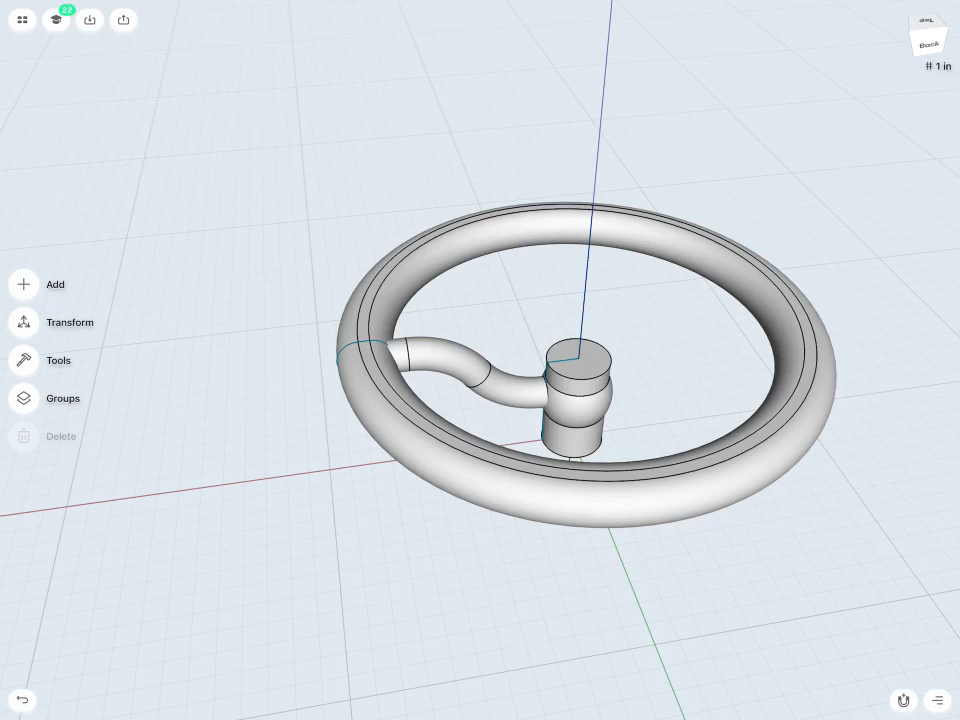 22
Back
# 1 in
Add
Transform
Tools
Groups
Delete